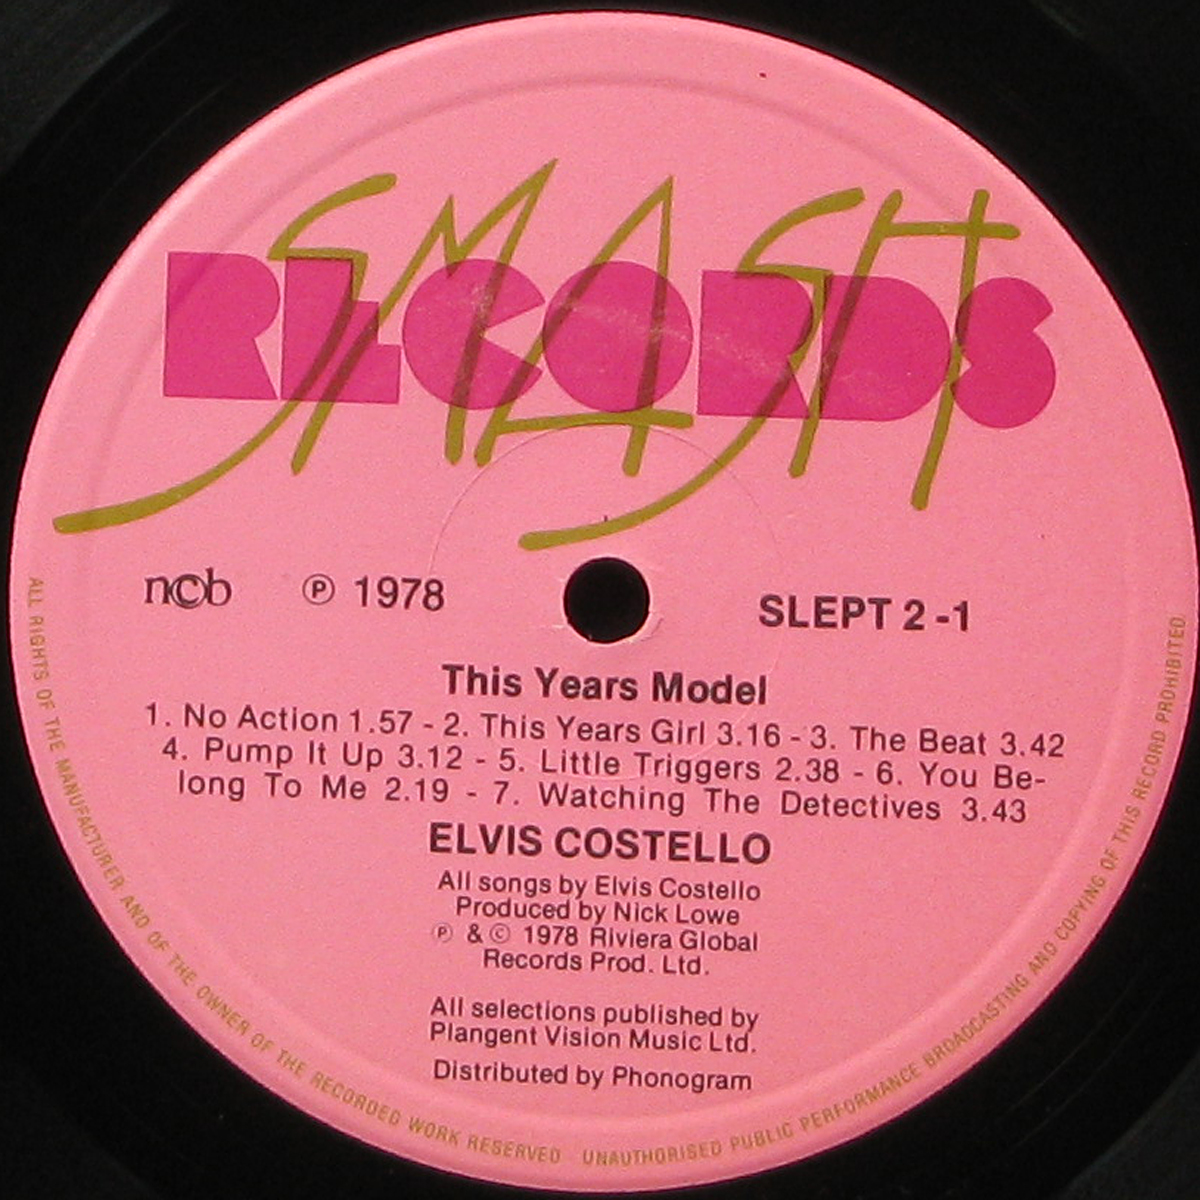 SMASH
RECORDS
ncb ℗ 1978 SLEPT 2-1
This Years Model
1. No Action 1.57 - 2. This Years Girl 3.16 - 3. The Beat 3.42
4. Pump It Up 3.12 - 5. Little Triggers 2.38 - 6. You Be-
long To Me 2.19 - 7. Watching The Detectives 3.43
ELVIS COSTELLO
All songs by Elvis Costello
Produced by Nick Lowe
℗ & © 1978 Riviera Global
Records Prod. Ltd.
All selections published by
Plangent Vision Music Ltd.
Distributed by Phonogram
ALL RIGHTS OF THE MANUFACTURER AND OF THE OWNER OF THE RECORDED WORK RESERVED UNAUTHORISED PUBLIC PERFORMANCE BROADCASTING AND COPYING OF THIS RECORD PROHIBITED